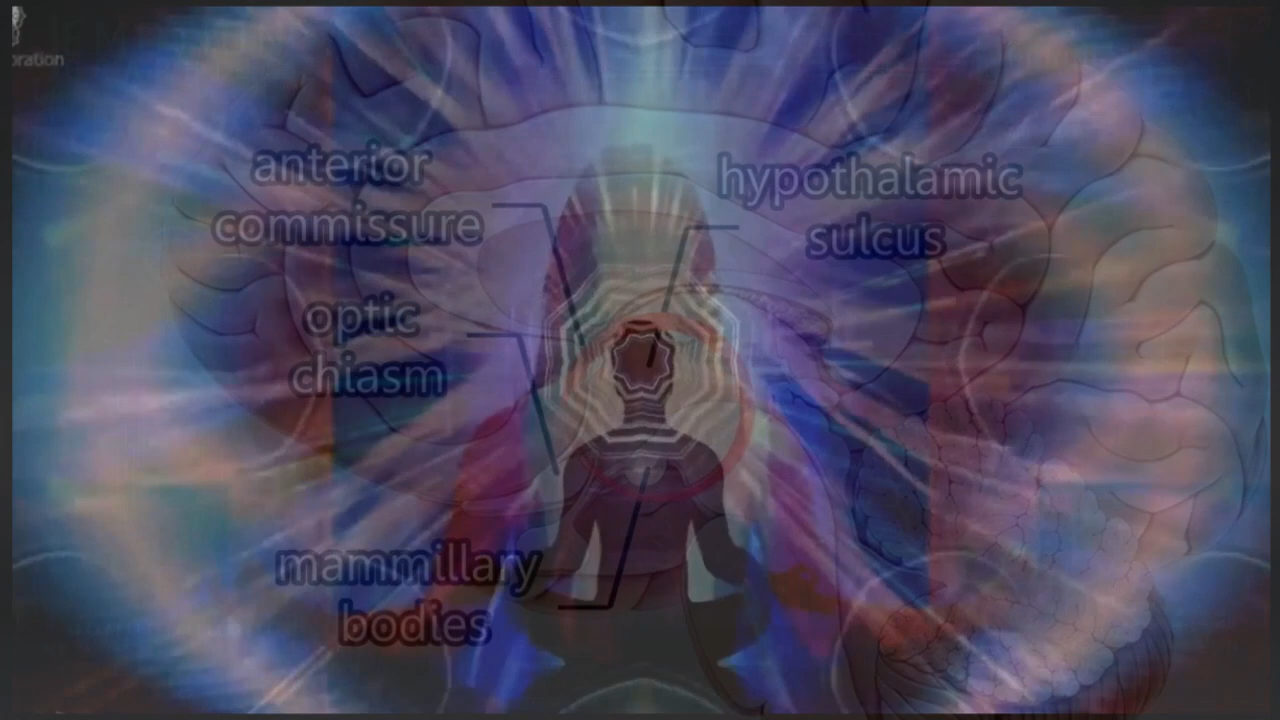 oration
anterior
commissure
hypothalamic
sulcus
optic
chiasm
mammillary
bodies